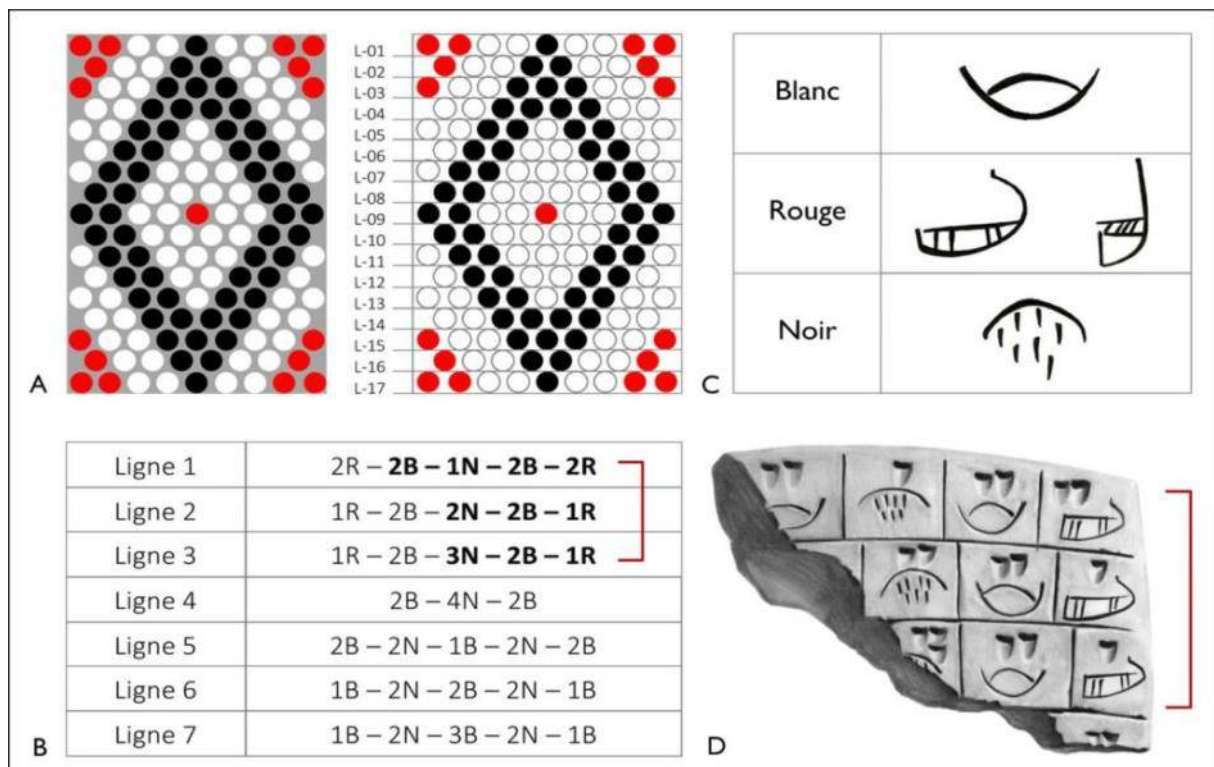 L-01
L-02
L-03
L-04
L-05
L-06
L-07
L-08
L-09
L-10
L-11
L-12
L-13
L-14
L-15
L-16
L-17
A
Blanc
Rouge
Noir
C
Ligne 1 2R – 2B – 1N – 2B – 2R
Ligne 2 1R – 2B – 2N – 2B – 1R
Ligne 3 1R – 2B – 3N – 2B – 1R
Ligne 4 2B – 4N – 2B
Ligne 5 2B – 2N – 1B – 2N – 2B
Ligne 6 1B – 2N – 2B – 2N – 1B
Ligne 7 1B – 2N – 3B – 2N – 1B
B
D